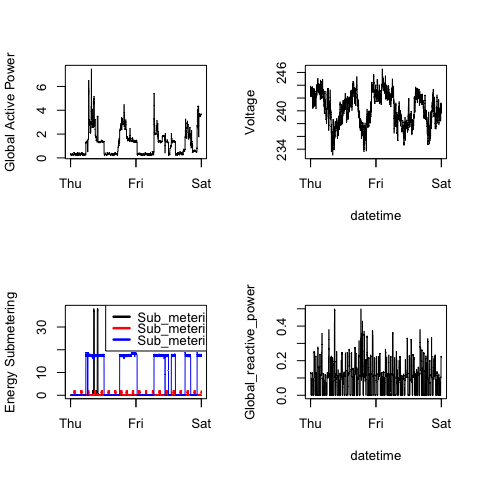 Global Active Power
6
4
2
0
Thu
Fri
Sat
Voltage
246
240
234
Thu
Fri
Sat
datetime
Energy Submetering
30
10
0
Sub_meteri
Sub_meteri
Sub_meteri
Thu
Fri
Sat
Global_reactive_power
0.4
0.2
0.0
Thu
Fri
Sat
datetime